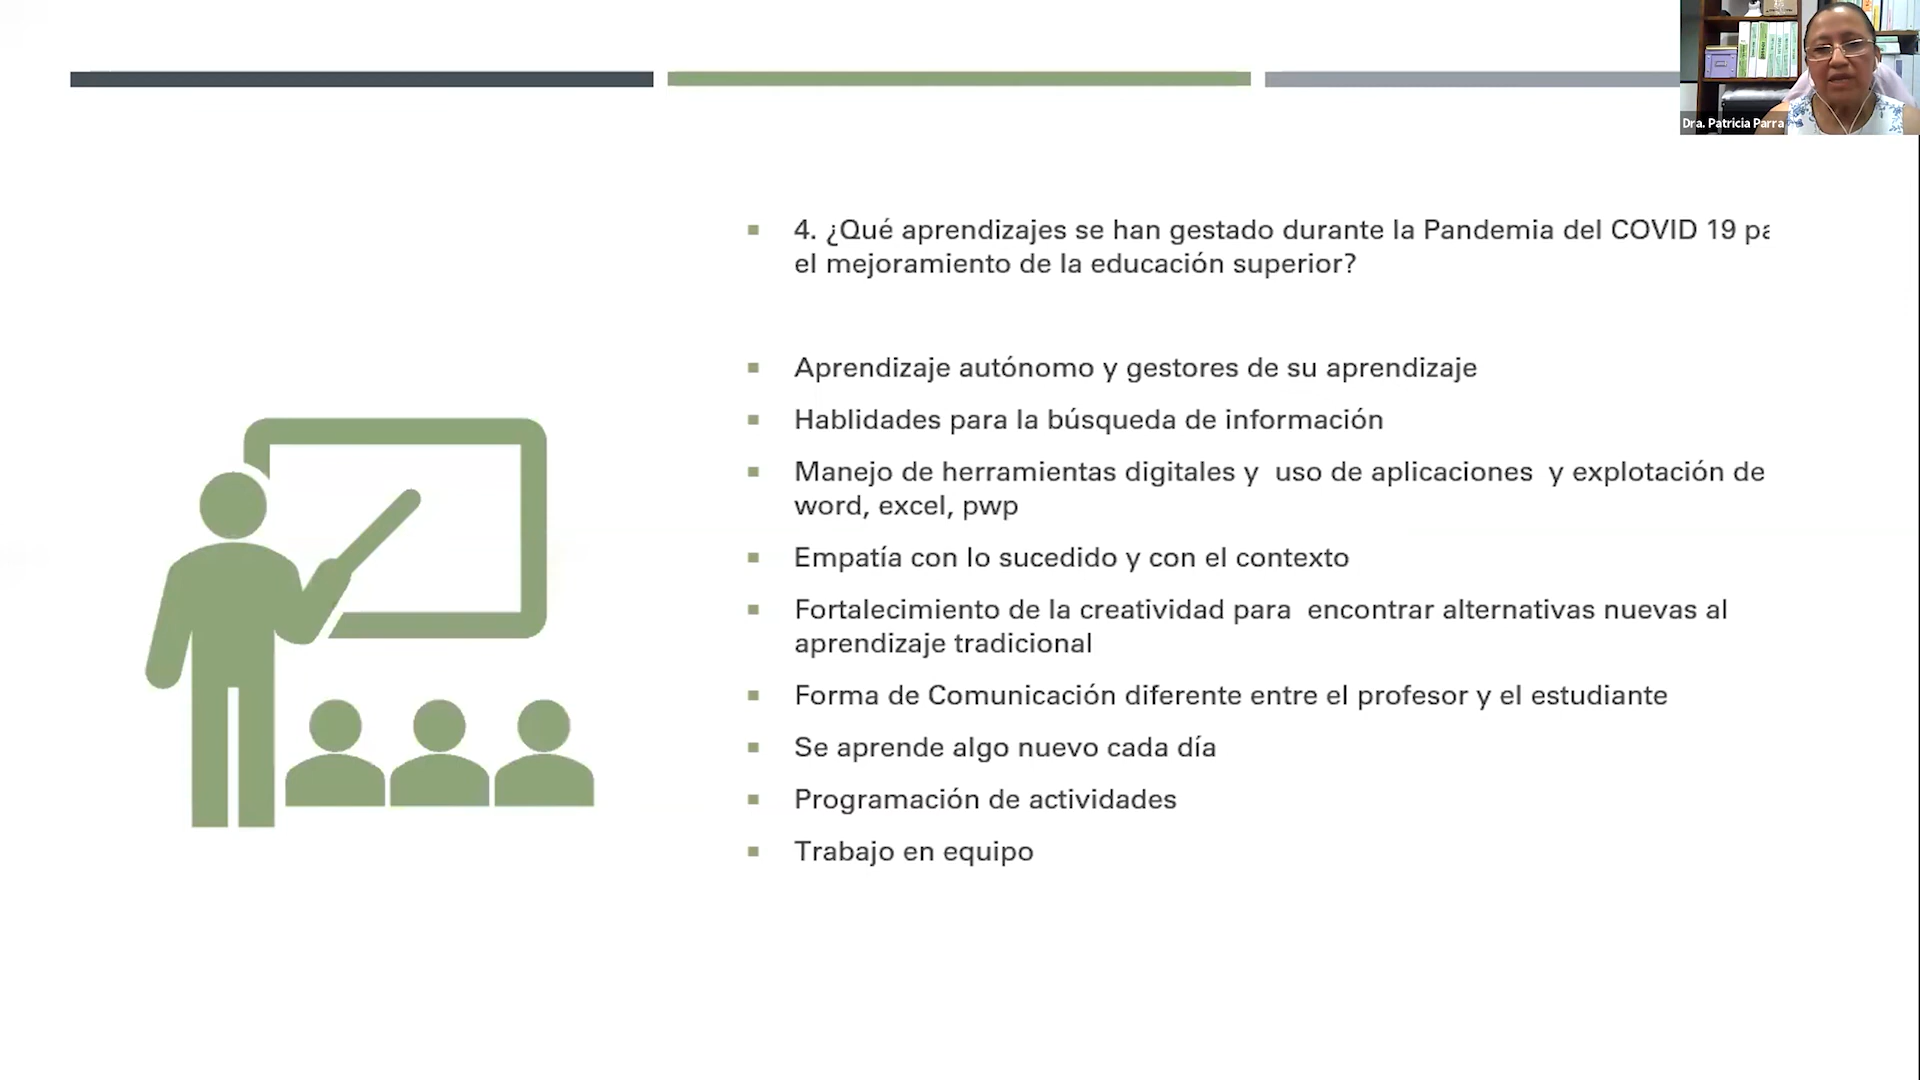 Dra. Patricia Parra
4. ¿Qué aprendizajes se han gestado durante la Pandemia del COVID 19 pa
el mejoramiento de la educación superior?
Aprendizaje autónomo y gestores de su aprendizaje
Hablidades para la búsqueda de información
Manejo de herramientas digitales y  uso de aplicaciones  y explotación de
word, excel, pwp
Empatía con lo sucedido y con el contexto
Fortalecimiento de la creatividad para  encontrar alternativas nuevas al
aprendizaje tradicional
Forma de Comunicación diferente entre el profesor y el estudiante
Se aprende algo nuevo cada día
Programación de actividades
Trabajo en equipo